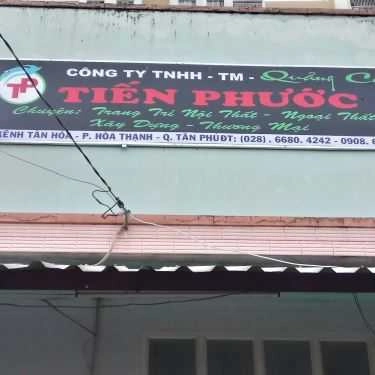 TP
CÔNG TY TNHH - TM - Quảng C
TIẾN PHƯỚC
Chuyên: Trang Trí Nội Thất - Ngoại Thất
Xây Dựng - Thương Mại
KÊNH TÂN HÓA - P. HÒA THẠNH - Q. TÂN PHÚ ĐT: (028) . 6680. 4242 - 0908. 6